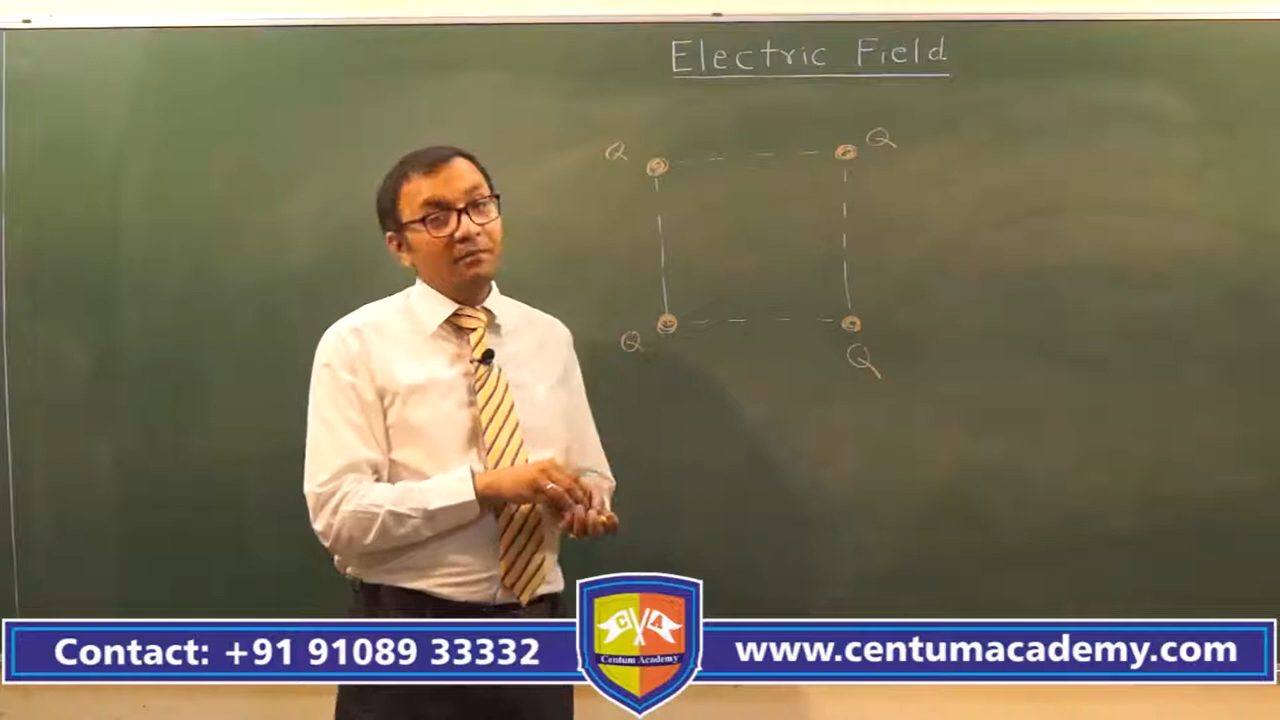 Electric Field
Q
Q
Q
Q
Contact: +91 91089 33332
C A
Centum Academy
www.centumacademy.com